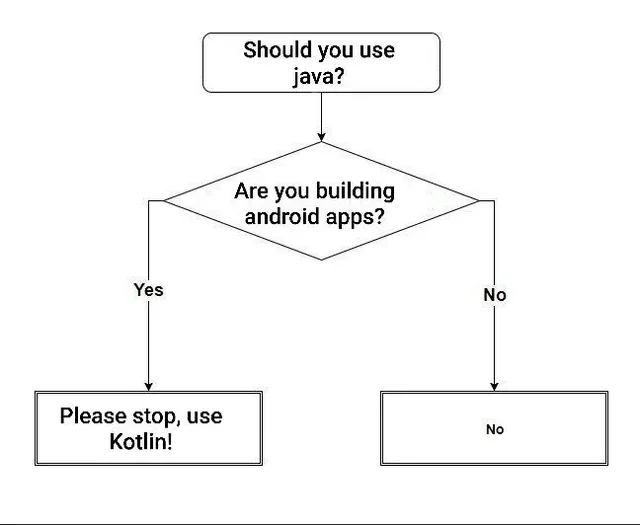 Should you use
java?
Are you building
android apps?
Yes
No
Please stop, use
Kotlin!
No